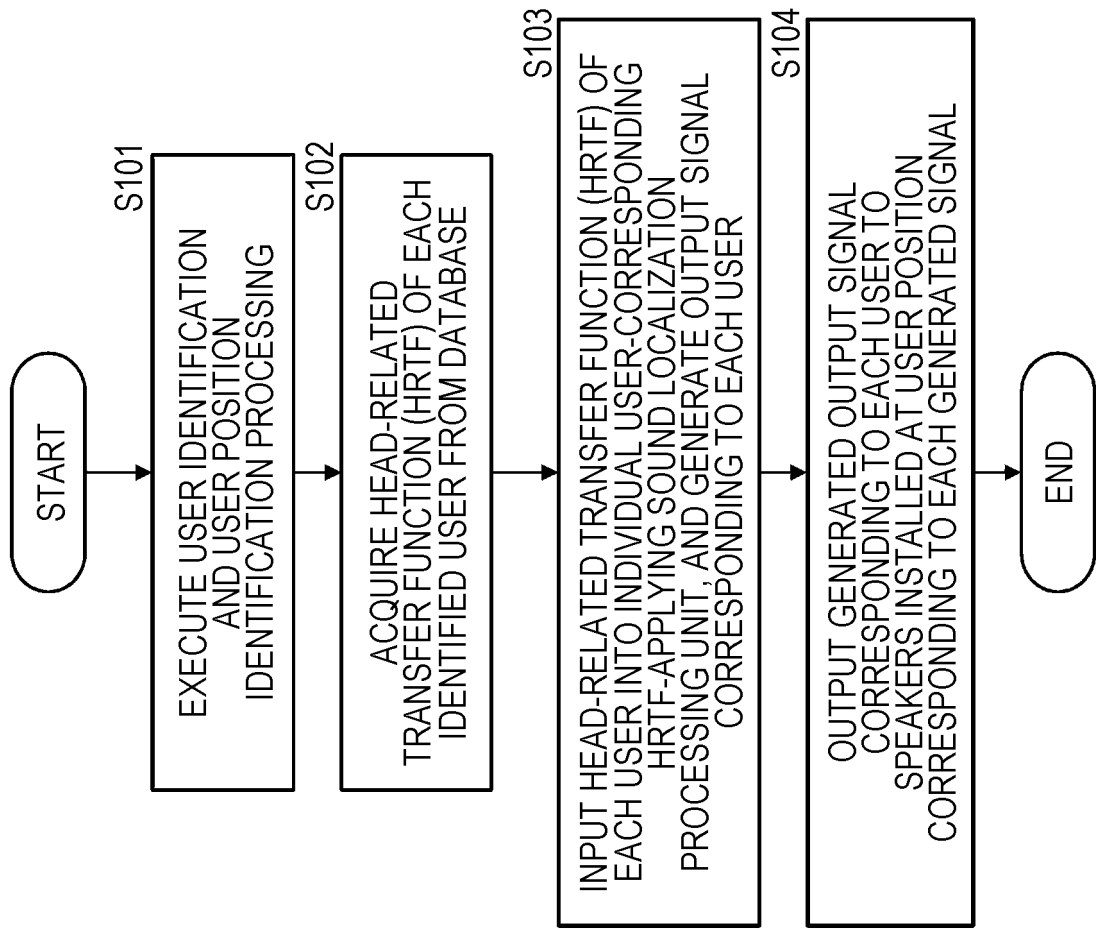 START
S101
EXECUTE USER IDENTIFICATION
AND USER POSITION
IDENTIFICATION PROCESSING
S102
ACQUIRE HEAD-RELATED
TRANSFER FUNCTION (HRTF) OF EACH
IDENTIFIED USER FROM DATABASE
S103
INPUT HEAD-RELATED TRANSFER FUNCTION (HRTF) OF
EACH USER INTO INDIVIDUAL USER-CORRESPONDING
HRTF-APPLYING SOUND LOCALIZATION
PROCESSING UNIT, AND GENERATE OUTPUT SIGNAL
CORRESPONDING TO EACH USER
S104
OUTPUT GENERATED OUTPUT SIGNAL
CORRESPONDING TO EACH USER TO
SPEAKERS INSTALLED AT USER POSITION
CORRESPONDING TO EACH GENERATED SIGNAL
END